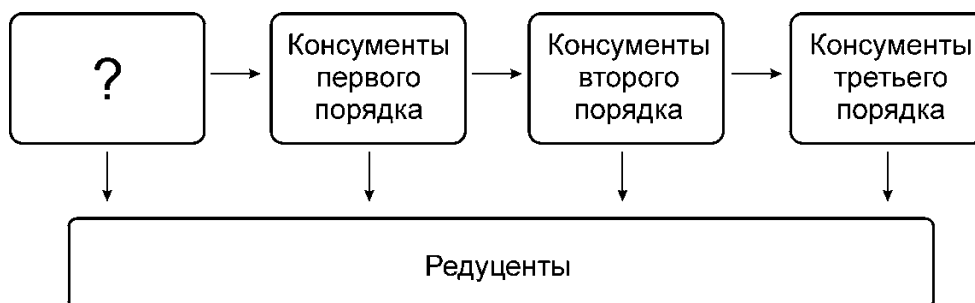 ?
Консументы
первого
порядка
Консументы
второго
порядка
Консументы
третьего
порядка
Редуценты